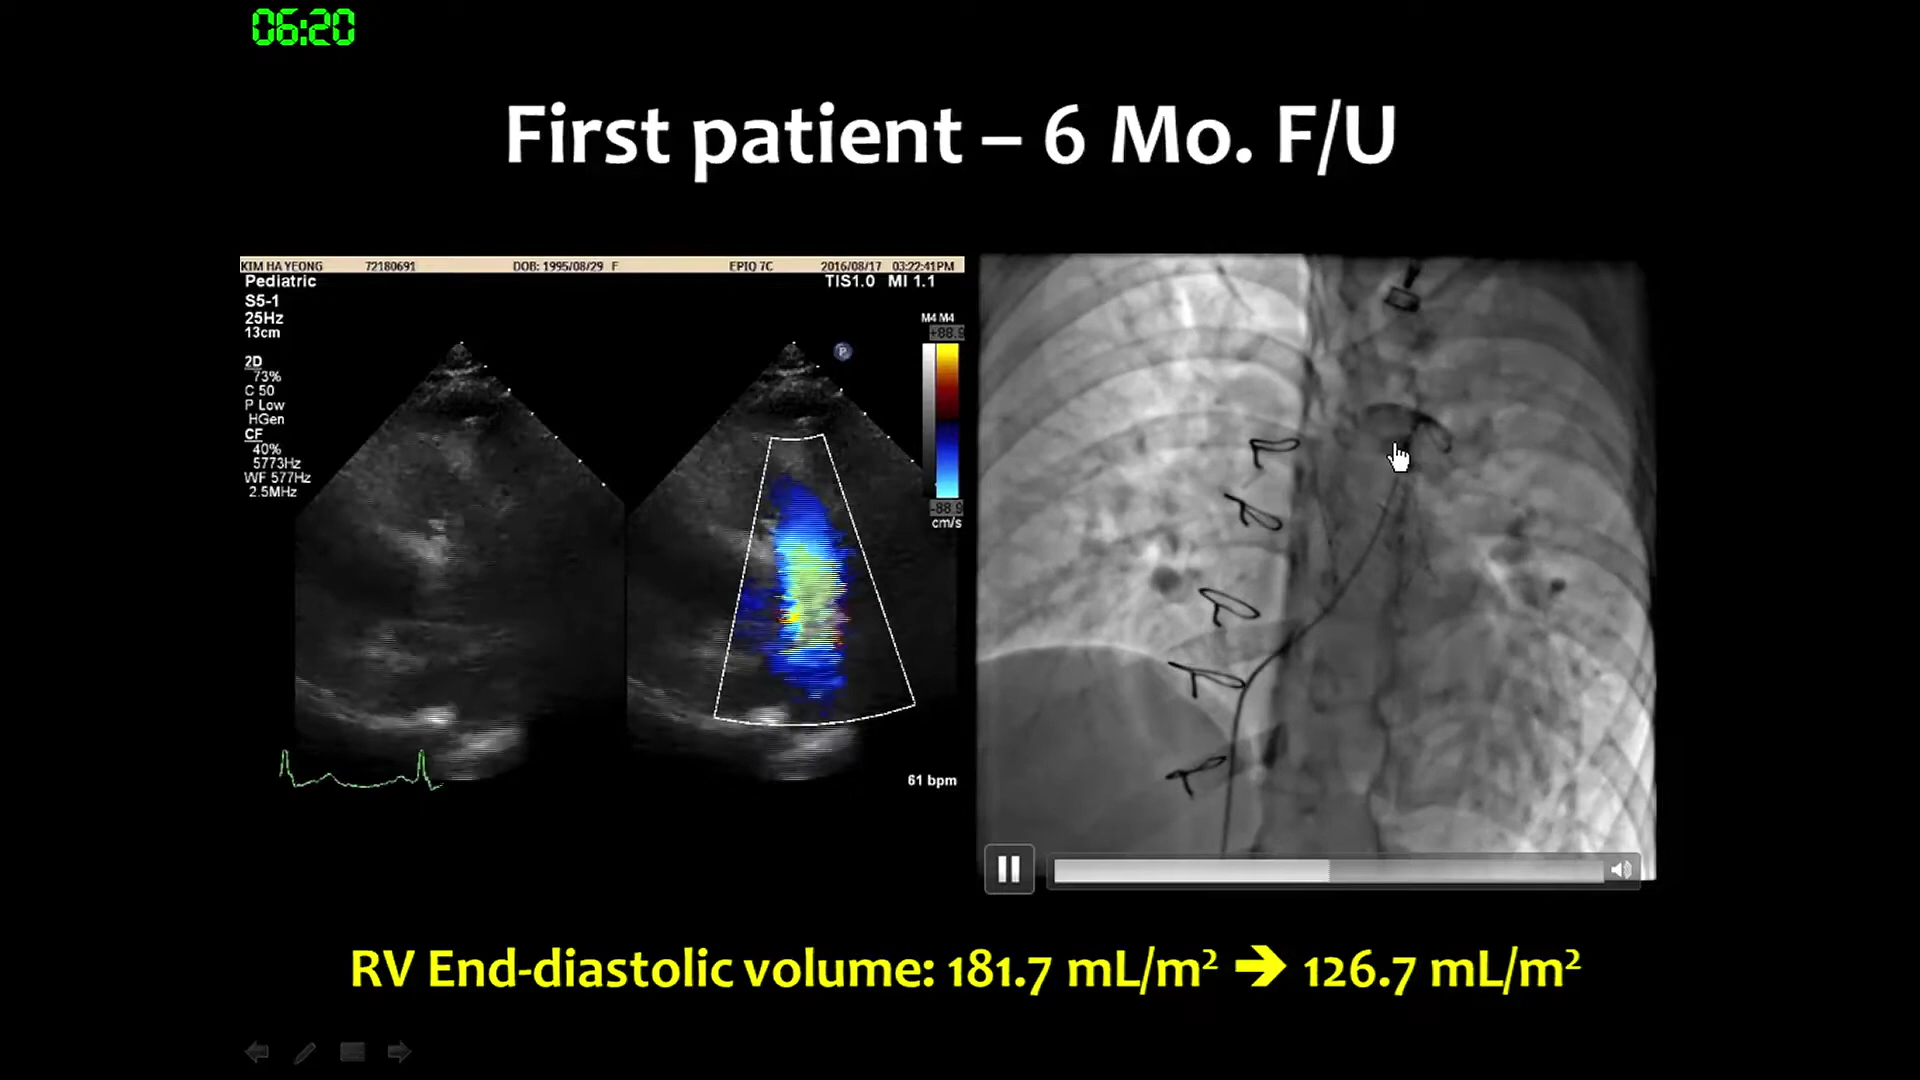 06:20
First patient – 6 Mo. F/U
KIM HA YEONG 72180691 DOB: 1995/08/29 F EPIQ 7C 2016/08/17 03:22:41PM
Pediatric TIS1.0 MI 1.1
S5-1
25Hz
13cm
2D
73%
C 50
P Low
HGen
CF
40%
5773Hz
WF 577Hz
2.5MHz
P
M4 M4
+88.9
-88.9
cm/s
61 bpm
RV End-diastolic volume: 181.7 mL/m² ➔ 126.7 mL/m²